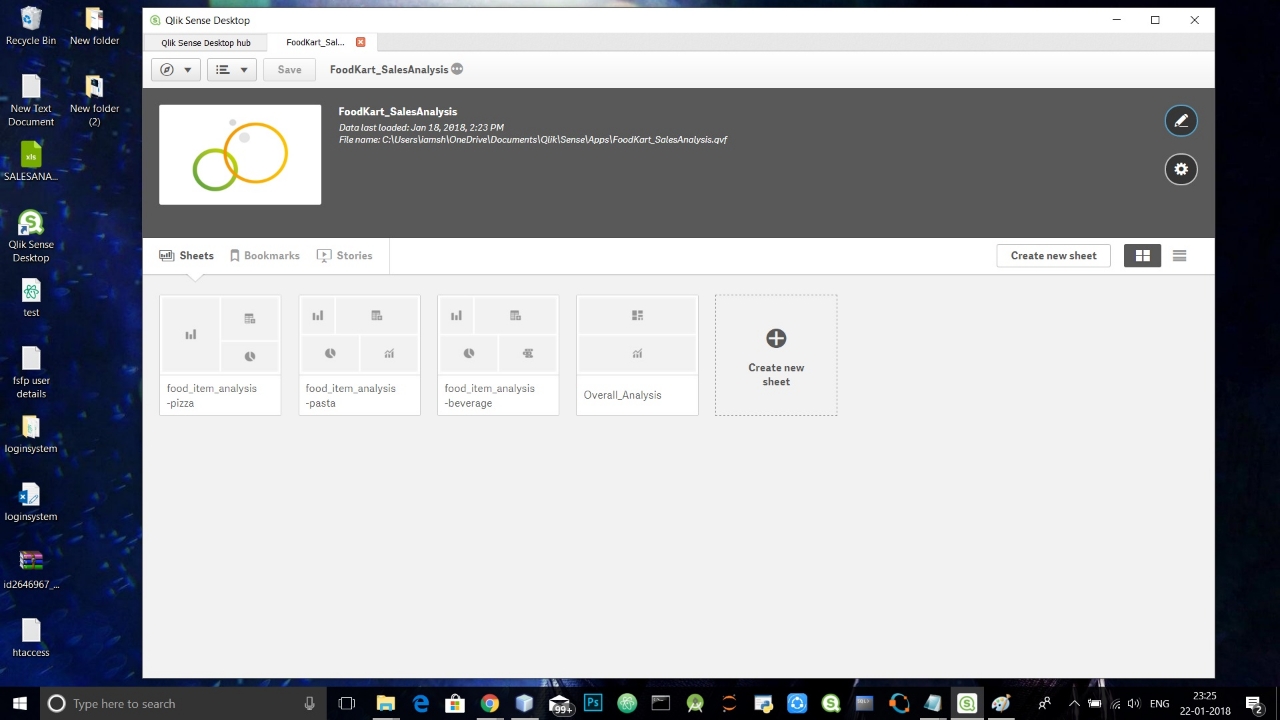 Recycle Bin
New folder
New Text
Document
New folder
(2)
xls
SALESANA...
Qlik Sense
Desktop
test
fsfp user
details
loginsystem
loginsystem
id2646967_...
htaccess
Qlik Sense Desktop
Qlik Sense Desktop hub
FoodKart_Sal...
Save
FoodKart_SalesAnalysis
FoodKart_SalesAnalysis
Data last loaded: Jan 18, 2018, 2:23 PM
File name: C:\Users\iamsh\OneDrive\Documents\Qlik\Sense\Apps\FoodKart_SalesAnalysis.qvf
Sheets
Bookmarks
Stories
Create new sheet
food_item_analysis
-pizza
food_item_analysis
-pasta
food_item_analysis
-beverage
Overall_Analysis
Create new
sheet
Type here to search
99+
Ps
ENG
23:25
22-01-2018
2